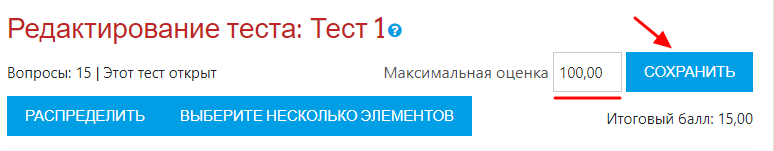 Редактирование теста: Тест 1
Вопросы: 15 | Этот тест открыт Максимальная оценка 100,00 СОХРАНИТЬ
РАСПРЕДЕЛИТЬ ВЫБЕРИТЕ НЕСКОЛЬКО ЭЛЕМЕНТОВ Итоговый балл: 15,00